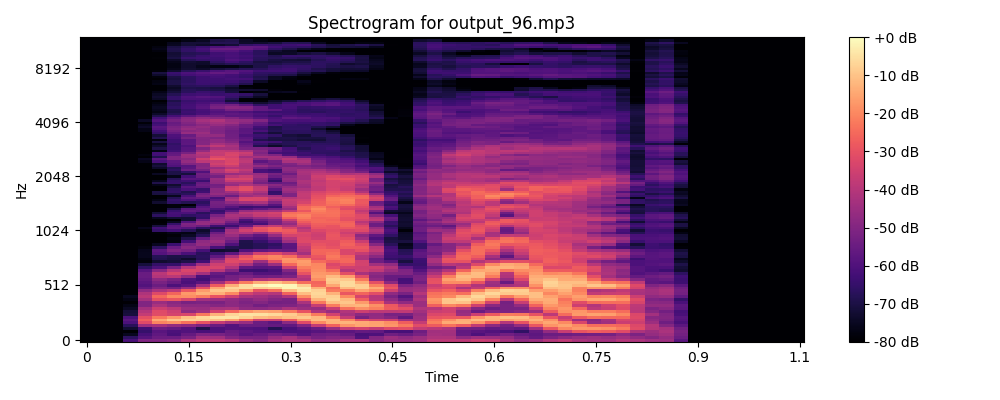 Spectrogram for output_96.mp3
8192
4096
2048
1024
512
0
Hz
0
0.15
0.3
0.45
0.6
0.75
0.9
1.1
Time
+0 dB
-10 dB
-20 dB
-30 dB
-40 dB
-50 dB
-60 dB
-70 dB
-80 dB